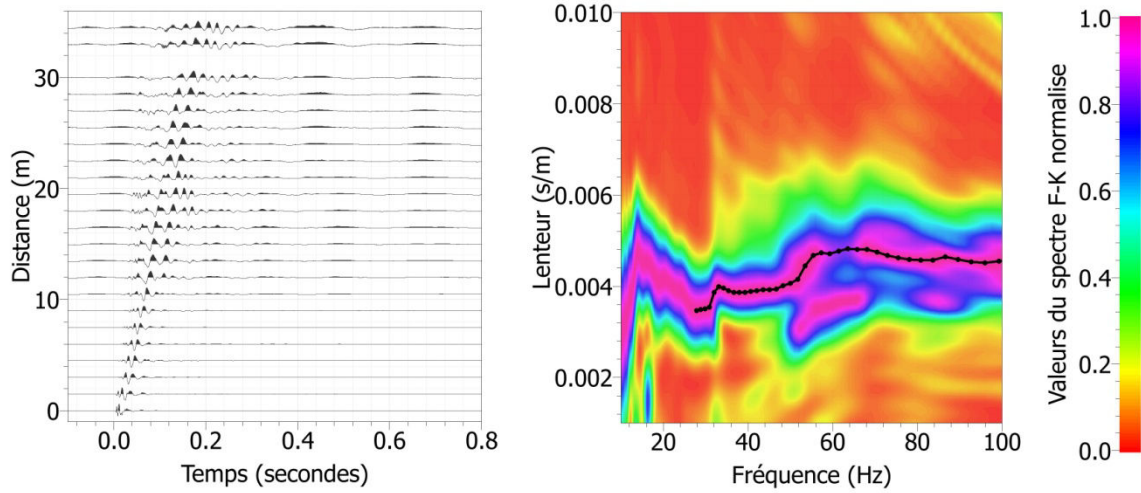 Distance (m)
30
20
10
0
0.0 0.2 0.4 0.6 0.8
Temps (secondes)
Lenteur (s/m)
0.010
0.008
0.006
0.004
0.002
20 40 60 80 100
Fréquence (Hz)
Valeurs du spectre F-K normalise
1.0
0.8
0.6
0.4
0.2
0.0